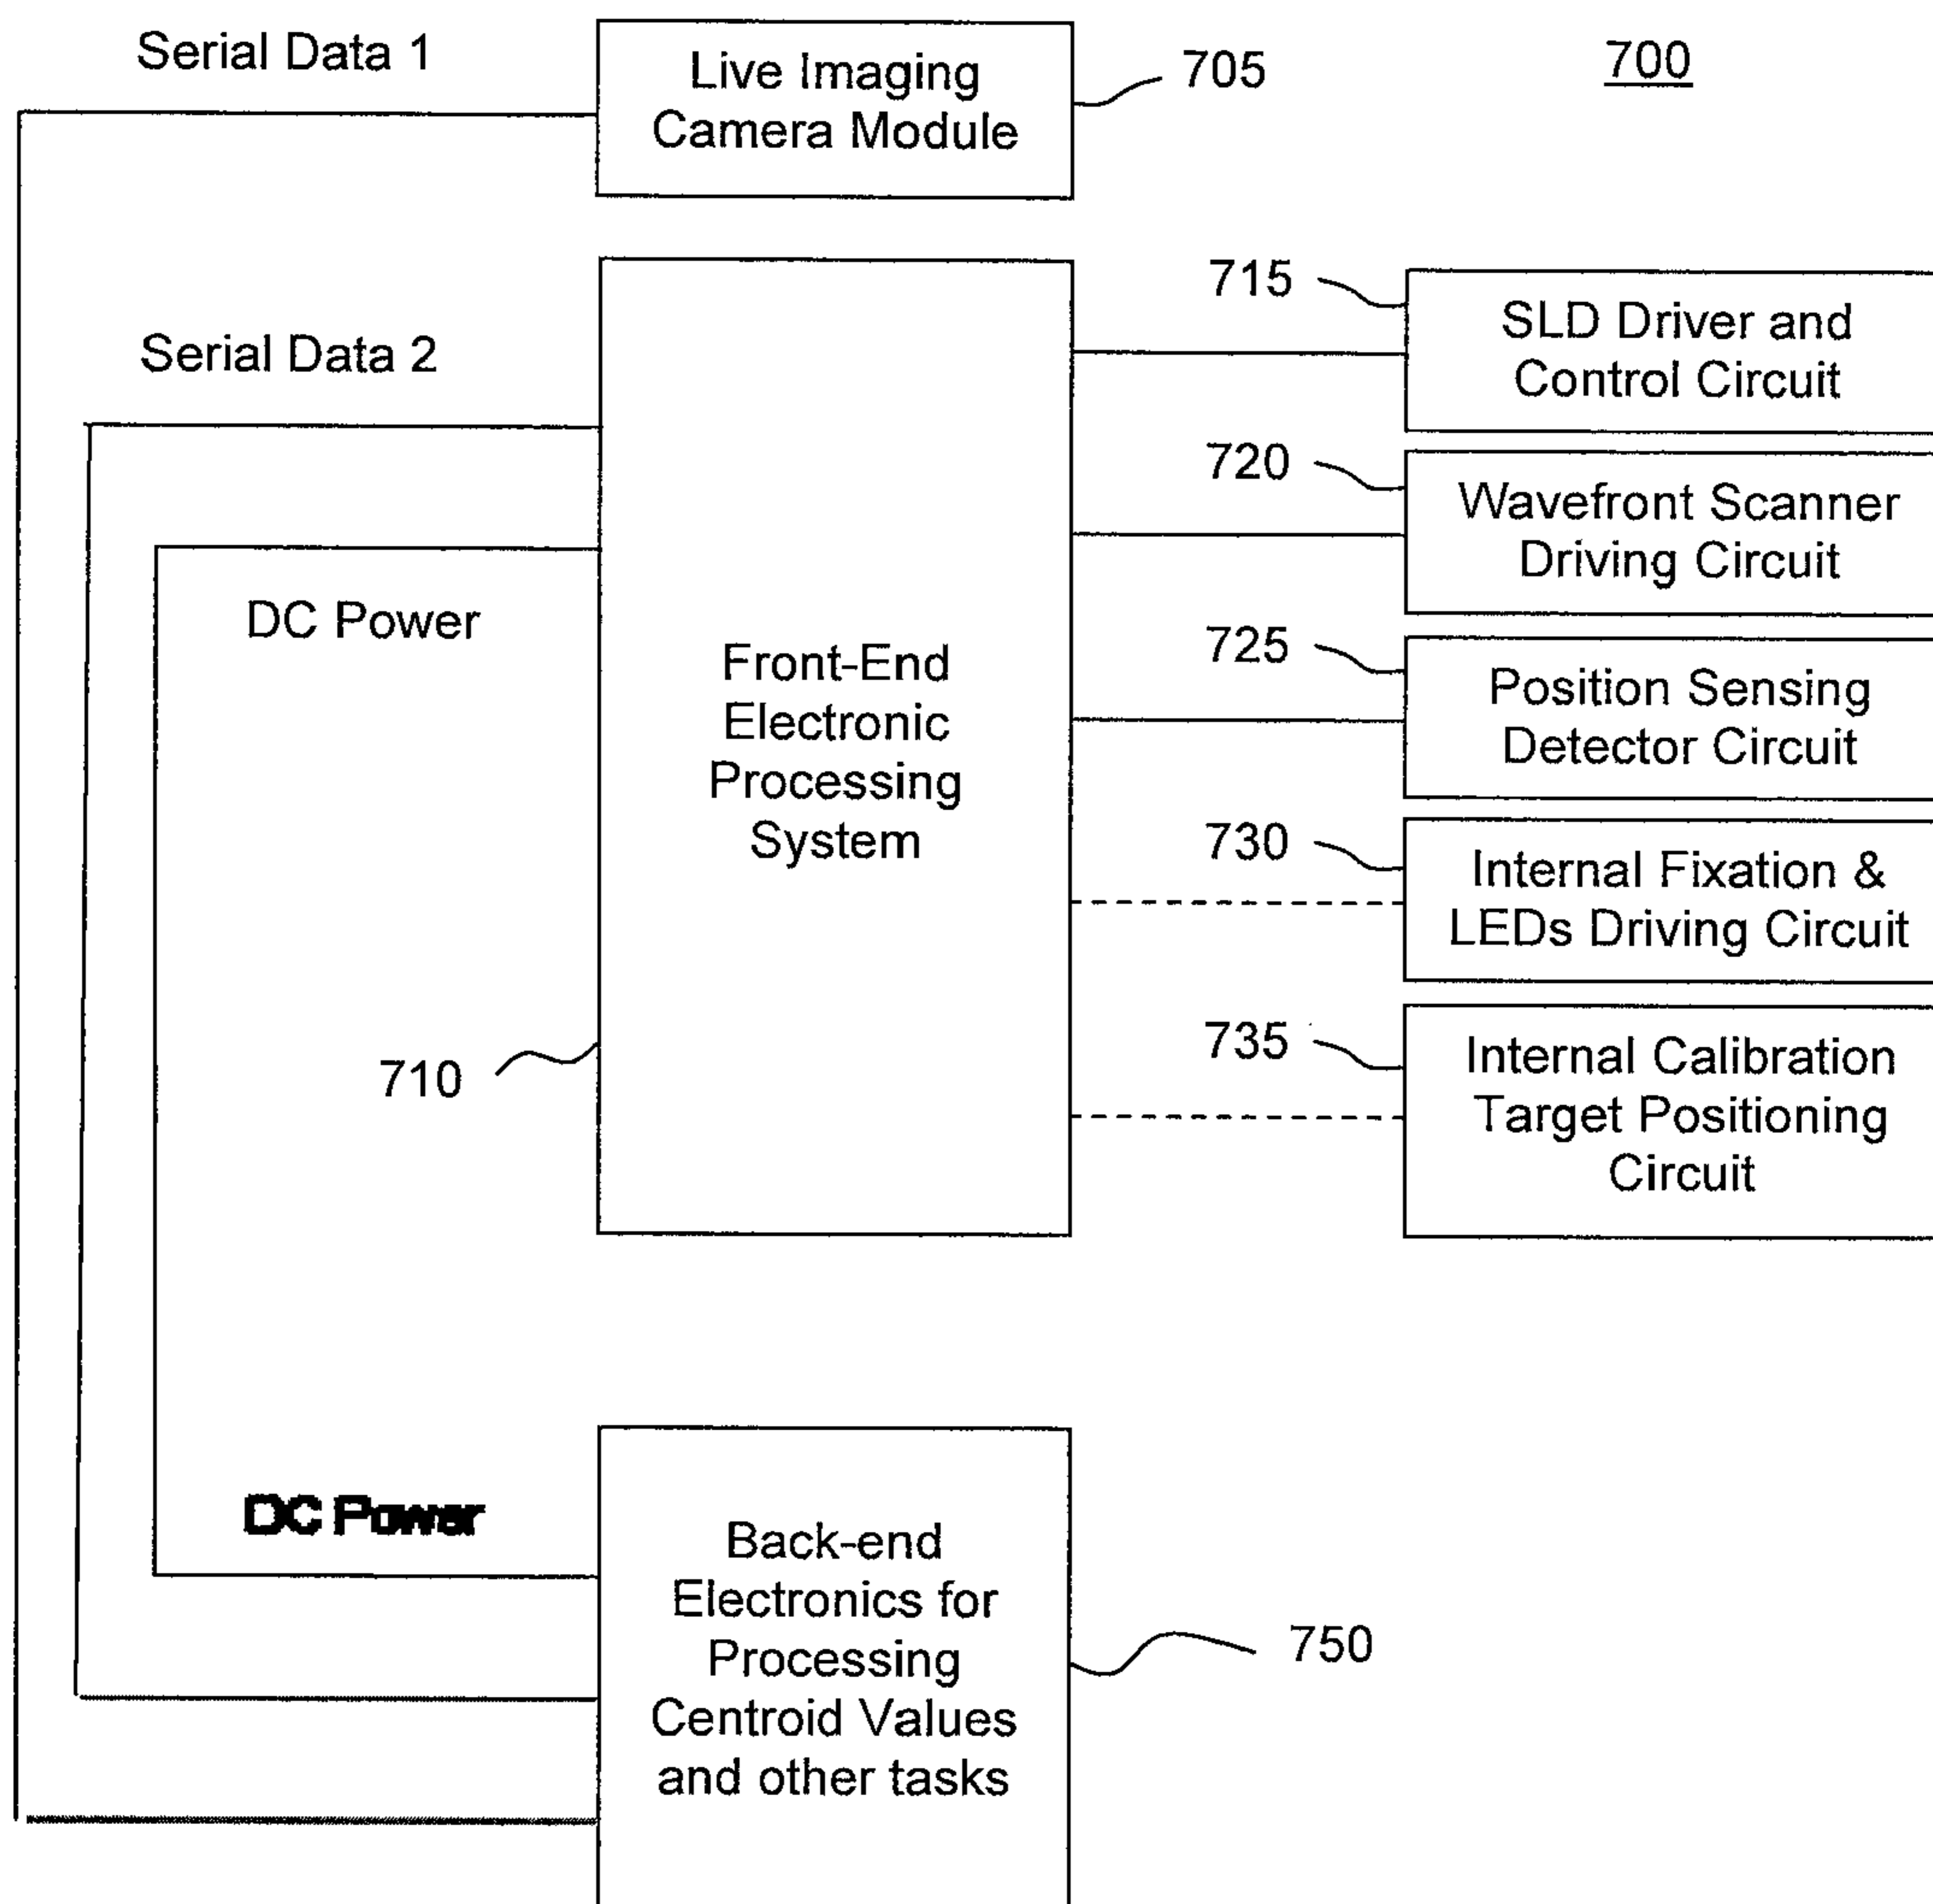 Serial Data 1
Live Imaging
Camera Module
705
700
Serial Data 2
DC Power
Front-End
Electronic
Processing
System
710
715
SLD Driver and
Control Circuit
720
Wavefront Scanner
Driving Circuit
725
Position Sensing
Detector Circuit
730
Internal Fixation &
LEDs Driving Circuit
735
Internal Calibration
Target Positioning
Circuit
DC Power
Back-end
Electronics for
Processing
Centroid Values
and other tasks
750